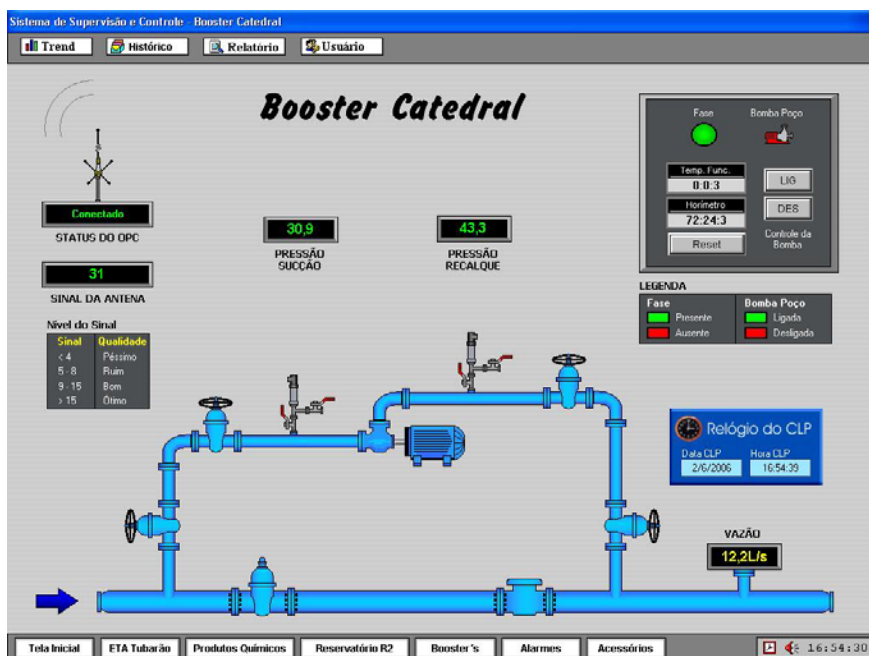 Sistema de Supervisão e Controle - Booster Catedral
Trend Histórico Relatório Usuário
Booster Catedral
Conectado
STATUS DO OPC
31
SINAL DA ANTENA
Nível do Sinal
Sinal Qualidade
< 4 Péssimo
5 - 8 Ruim
9 - 15 Bom
> 15 Ótimo
30,9
PRESSÃO
SUCÇÃO
43,3
PRESSÃO
RECALQUE
Fase Bomba Poço
Temp. Func.
0:0:3
Horímetro
72:24:3
Reset
LIG
DES
Controle da
Bomba
LEGENDA
Fase Bomba Poço
Presente Ligada
Ausente Desligada
Relógio do CLP
Data CLP Hora CLP
2/6/2006 16:54:39
VAZÃO
12,2L/s
Tela Inicial ETA Tubarão Produtos Químicos Reservatório R2 Booster's Alarmes Acessórios 16:54:30